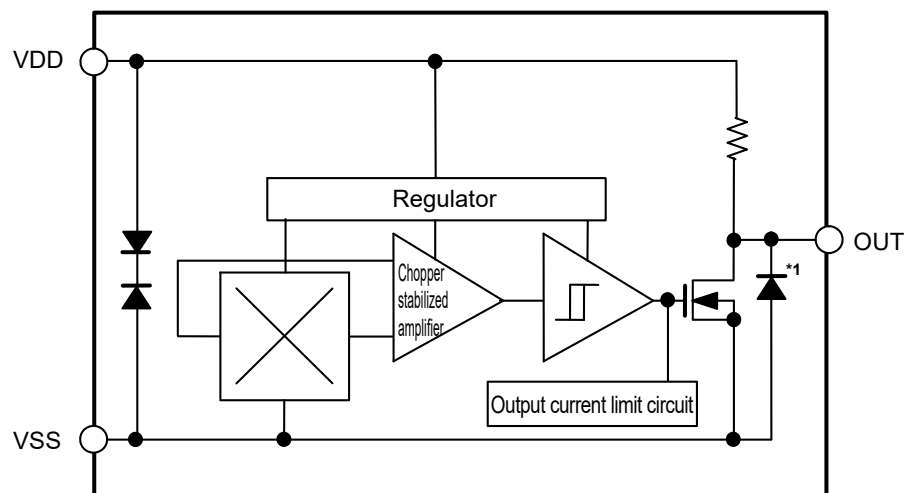 VDD
Regulator
OUT
*1
Chopper
stabilized
amplifier
Output current limit circuit
VSS